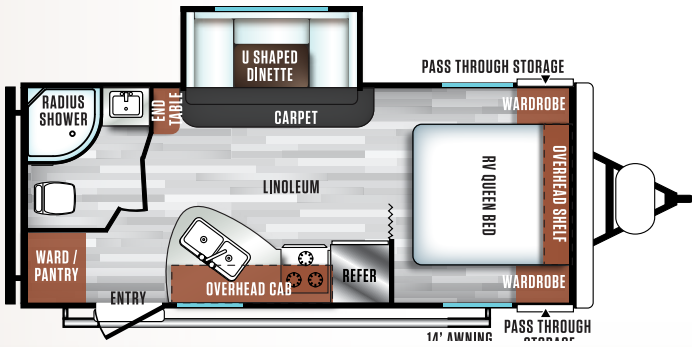 U SHAPED
DINETTE
PASS THROUGH STORAGE
RADIUS
SHOWER
END
TABLE
CARPET
WARDROBE
LINOLEUM
RV QUEEN BED
OVERHEAD SHELF
WARD /
PANTRY
REFER
OVERHEAD CAB
WARDROBE
ENTRY
14' AWNING
PASS THROUGH
STORAGE